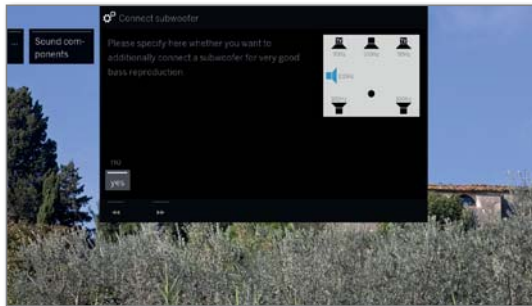 Connect subwoofer
...
Sound com-
ponents
Please specify here whether you want to
additionally connect a subwoofer for very good
bass reproduction.
no
yes